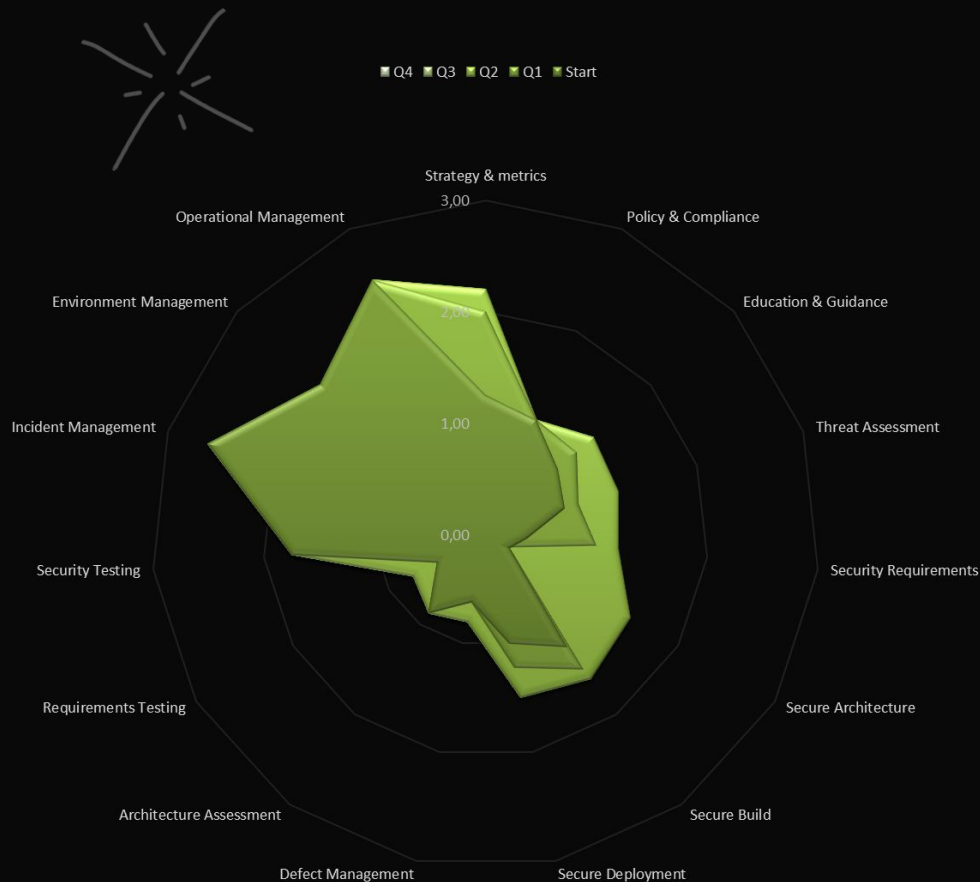 Q4 Q3 Q2 Q1 Start
Strategy & metrics
3,00
Operational Management
Policy & Compliance
Environment Management
Education & Guidance
2,00
Incident Management
1,00
Threat Assessment
0,00
Security Testing
Security Requirements
Requirements Testing
Secure Architecture
Architecture Assessment
Secure Build
Defect Management
Secure Deployment